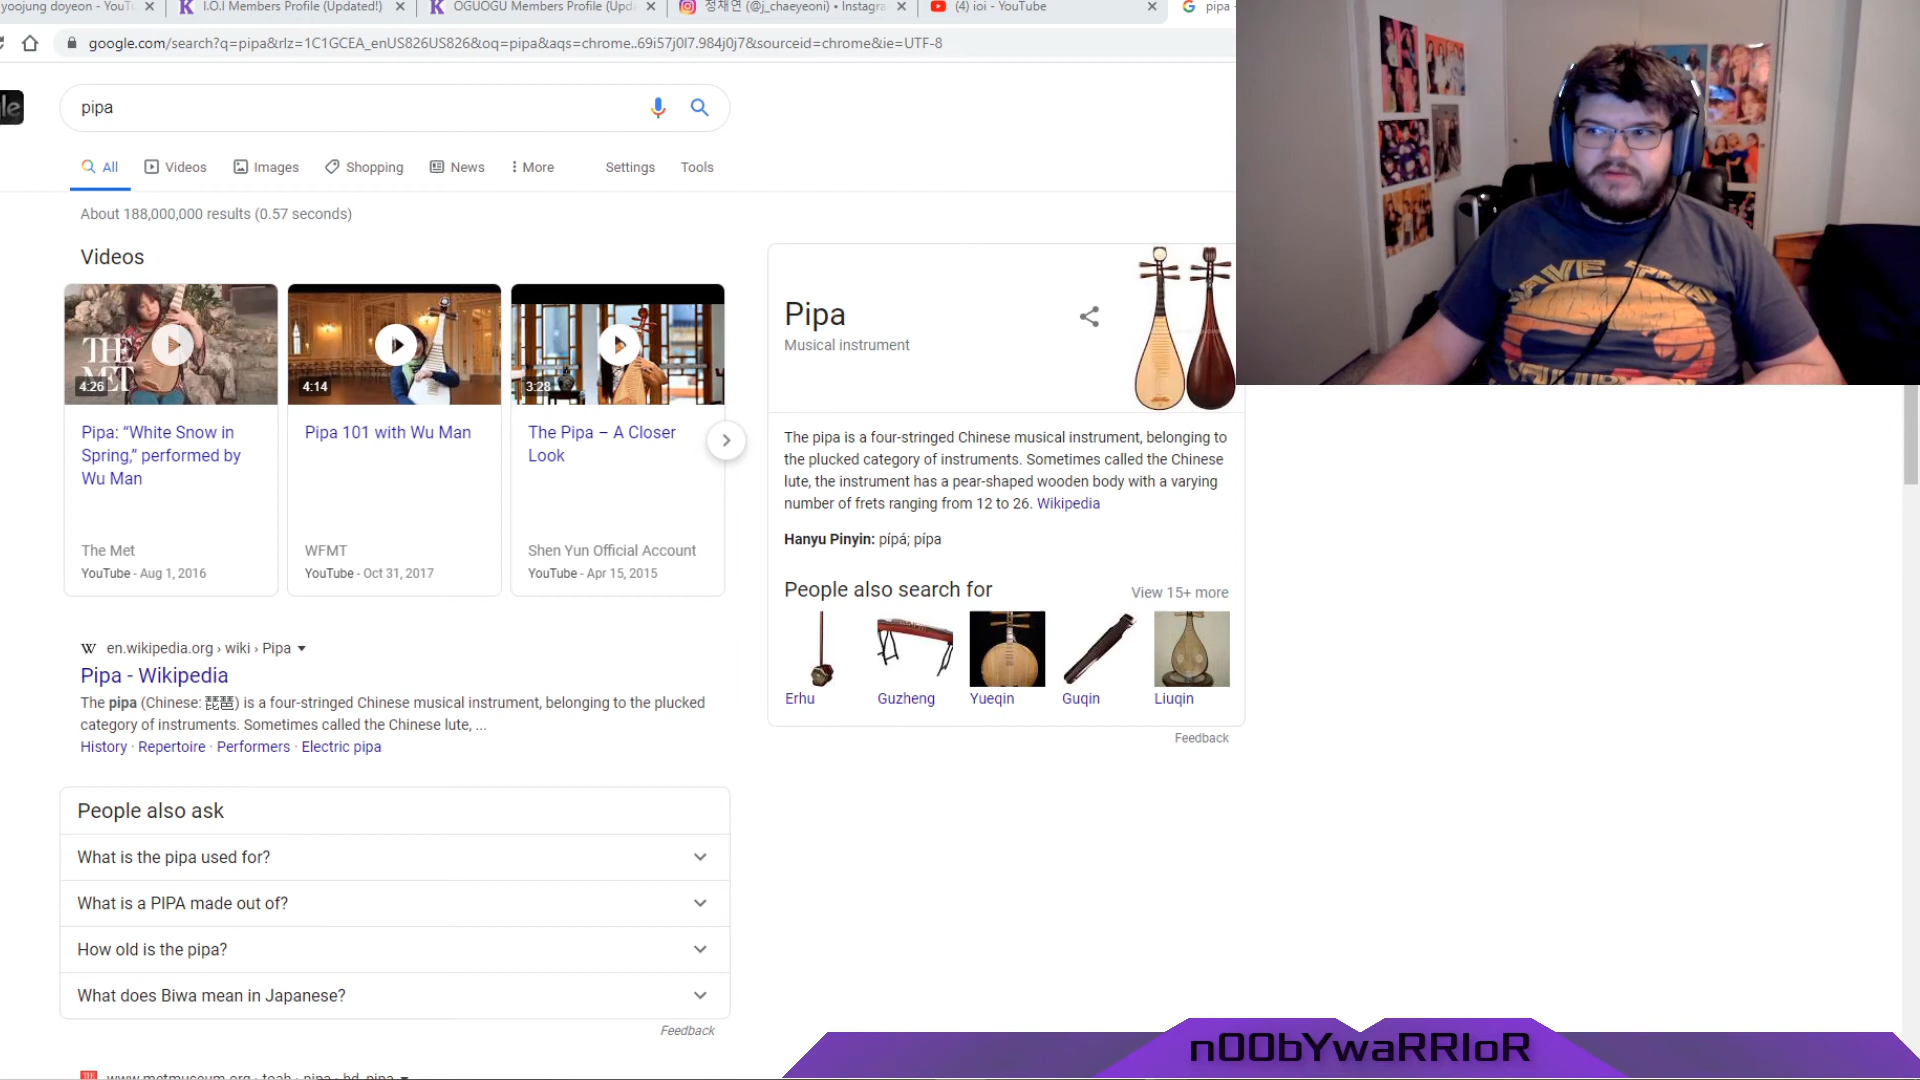 yoojung doyeon - YouT
I.O.I Members Profile (Updated!)
OGUOGU Members Profile (Upd
정채연 (@j_chaeyeoni) • Instagra
(4) ioi - YouTube
pipa -
google.com/search?q=pipa&rlz=1C1GCEA_enUS826US826&oq=pipa&aqs=chrome..69i57j0l7.984j0j7&sourceid=chrome&ie=UTF-8
pipa
All
Videos
Images
Shopping
News
More
Settings
Tools
About 188,000,000 results (0.57 seconds)
Videos
THE
MET
4:26
Pipa: “White Snow in
Spring,” performed by
Wu Man
The Met
YouTube - Aug 1, 2016
4:14
Pipa 101 with Wu Man
WFMT
YouTube - Oct 31, 2017
3:28
The Pipa – A Closer
Look
Shen Yun Official Account
YouTube - Apr 15, 2015
W en.wikipedia.org › wiki › Pipa
Pipa - Wikipedia
The pipa (Chinese: 琵琶) is a four-stringed Chinese musical instrument, belonging to the plucked
category of instruments. Sometimes called the Chinese lute, ...
History · Repertoire · Performers · Electric pipa
People also ask
What is the pipa used for?
What is a PIPA made out of?
How old is the pipa?
What does Biwa mean in Japanese?
Feedback
Pipa
Musical instrument
The pipa is a four-stringed Chinese musical instrument, belonging to
the plucked category of instruments. Sometimes called the Chinese
lute, the instrument has a pear-shaped wooden body with a varying
number of frets ranging from 12 to 26. Wikipedia
Hanyu Pinyin: pípá; pípa
People also search for
View 15+ more
Erhu
Guzheng
Yueqin
Guqin
Liuqin
Feedback
n00bYwaRRIoR